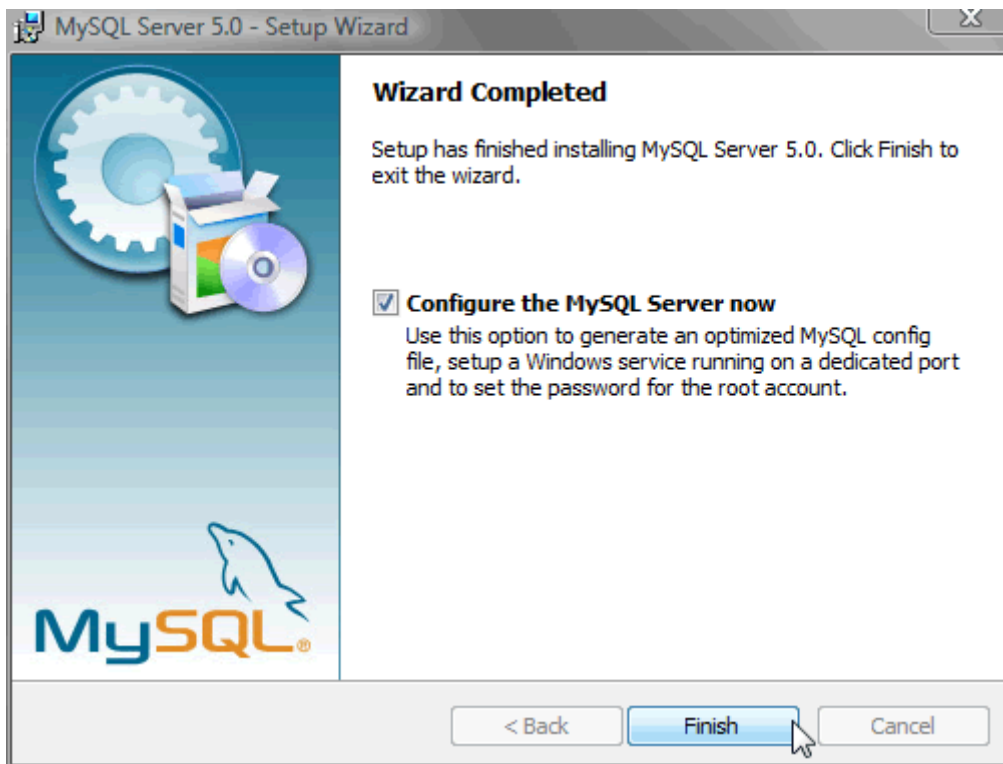 MySQL Server 5.0 - Setup Wizard
Wizard Completed
Setup has finished installing MySQL Server 5.0. Click Finish to
exit the wizard.
Configure the MySQL Server now
Use this option to generate an optimized MySQL config
file, setup a Windows service running on a dedicated port
and to set the password for the root account.
MySQL®
< Back
Finish
Cancel